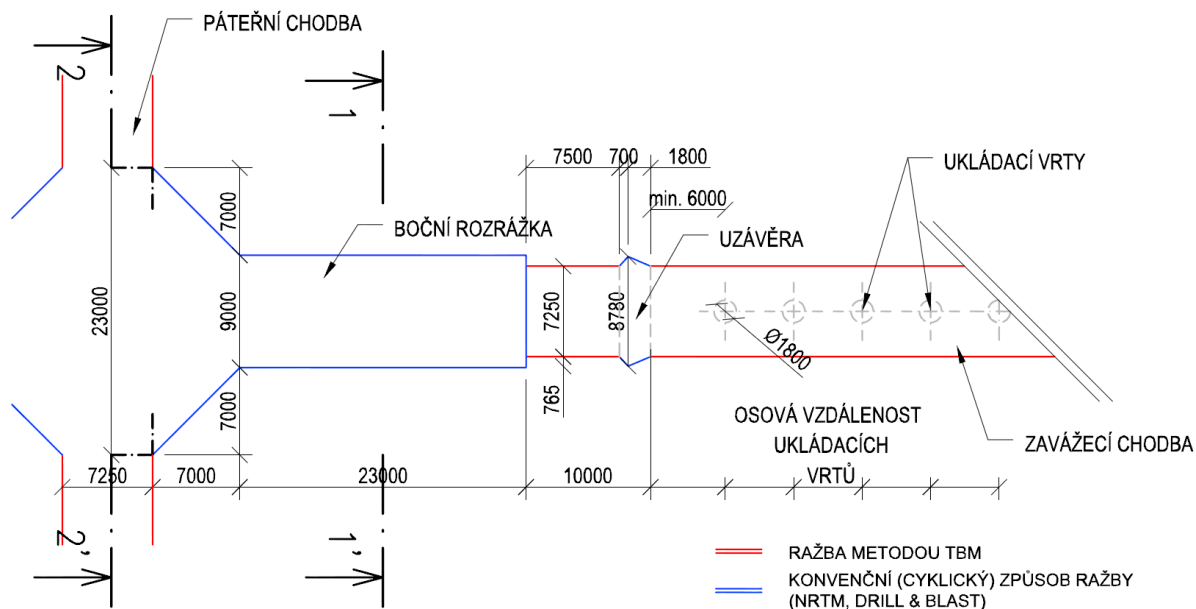 PÁTEŘNÍ CHODBA
2
1
7500
700
1800
UKLÁDACÍ VRTY
min. 6000
7000
BOČNÍ ROZRÁŽKA
UZÁVĚRA
23000
9000
7250
8780
Ø1800
765
7000
OSOVÁ VZDÁLENOST
UKLÁDACÍCH
VRTŮ
ZAVÁŽECÍ CHODBA
7250
7000
23000
10000
2'
1'
RAŽBA METODOU TBM
KONVENČNÍ (CYKLICKÝ) ZPŮSOB RAŽBY
(NRTM, DRILL & BLAST)